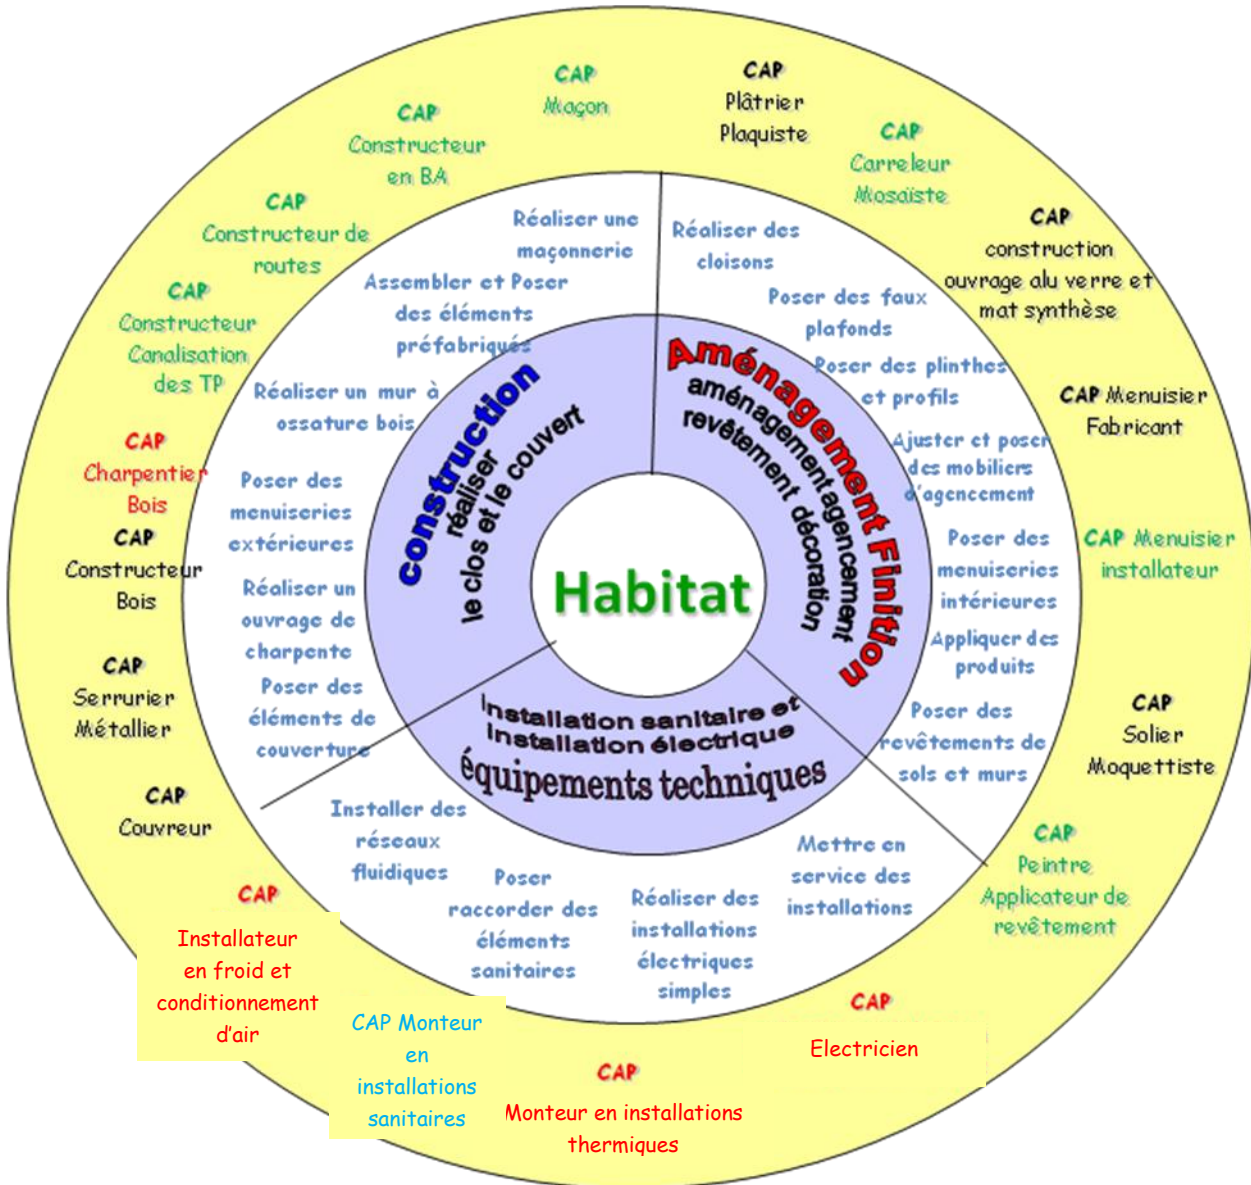 CAP
Maçon
CAP
Plâtrier
Plaquiste
CAP
Carreleur
Mosaïste
CAP
construction
ouvrage alu verre et
mat synthèse
CAP Menuisier
Fabricant
CAP Menuisier
installateur
CAP
Solier
Moquettiste
CAP
Peintre
Applicateur de
revêtement
CAP
Electricien
CAP
Monteur en installations
thermiques
CAP Monteur
en
installations
sanitaires
CAP
Installateur
en froid et
conditionnement
d'air
CAP
Couvreur
CAP
Serrurier
Métallier
CAP
Constructeur
Bois
CAP
Charpentier
Bois
CAP
Constructeur
Canalisation
des TP
CAP
Constructeur de
routes
CAP
Constructeur
en BA
Réaliser une
maçonnerie
Assembler et Poser
des éléments
préfabriqués
Réaliser un mur à
ossature bois
Poser des
menuiseries
extérieures
Réaliser un
ouvrage de
charpente
Poser des
éléments de
couverture
Réaliser des
cloisons
Poser des faux
plafonds
Poser des plinthes
et profils
Ajuster et poser
des mobiliers
d'agencement
Poser des
menuiseries
intérieures
Appliquer des
produits
Poser des
revêtements de
sols et murs
Installer des
réseaux
fluidiques
Poser
raccorder des
éléments
sanitaires
Réaliser des
installations
électriques
simples
Mettre en
service des
installations
construction
réaliser
le clos et le couvert
Aménagement Finition
aménagement agencement
revêtement décoration
Installation sanitaire et
Installation électrique
équipements techniques
Habitat